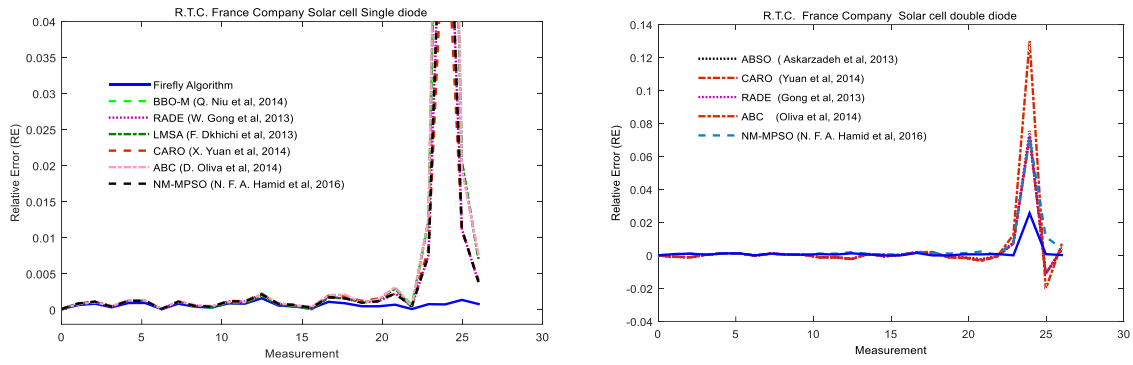 R.T.C. France Company Solar cell Single diode
0.04
0.035
0.03
0.025
0.02
0.015
0.01
0.005
0
Relative Error (RE)
Firefly Algorithm
BBO-M (Q. Niu et al, 2014)
RADE (W. Gong et al, 2013)
LMSA (F. Dkhichi et al, 2013)
CARO (X. Yuan et al, 2014)
ABC (D. Oliva et al, 2014)
NM-MPSO (N. F. A. Hamid et al, 2016)
0 5 10 15 20 25 30
Measurement
R.T.C. France Company Solar cell double diode
0.14
0.12
0.1
0.08
0.06
0.04
0.02
0
-0.02
-0.04
Relative Error (RE)
ABSO ( Askarzadeh et al, 2013)
CARO (Yuan et al, 2014)
RADE (Gong et al, 2013)
ABC (Oliva et al, 2014)
NM-MPSO (N. F. A. Hamid et al, 2016)
0 5 10 15 20 25 30
Measurement